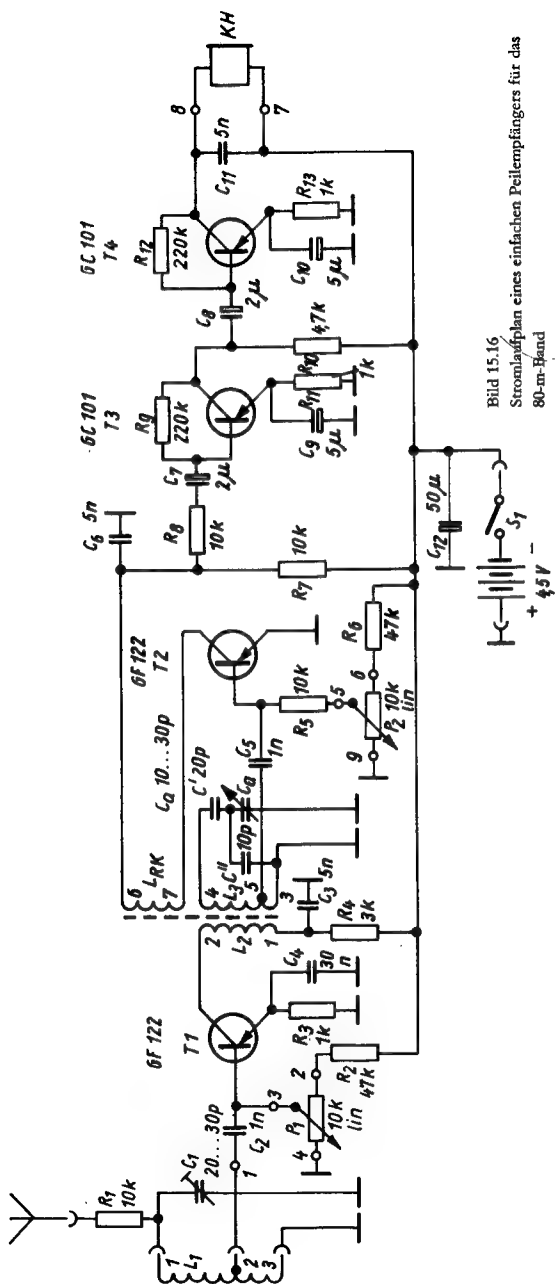 R1
10k
1
L1
2
3
C1
20...30p
1
1n
C2
3
P1
10k
lin
4
2
R2
47k
GF 122
T1
R3
1k
C4
30
n
2
L2
1
C3
5n
R4
3k
6
LRK
7
Ca 10...30p
4
L3
5
3
C' 20p
C''
10p
Ca
C5
1n
GF 122
T2
R5
10k
5
P2
10k
lin
9
6
R6
47k
C6
5n
R8
10k
R7
10k
C7
2µ
GC 101
T3
R9
220k
C9
5µ
R11
1k
R10
4,7k
C8
2µ
GC 101
T4
R12
220k
C10
5µ
R13
1k
C11
5n
8
7
KH
C12
50µ
S1
+ 4,5V −
Bild 15.16
Stromlaufplan eines einfachen Peilempfängers für das
80-m-Band